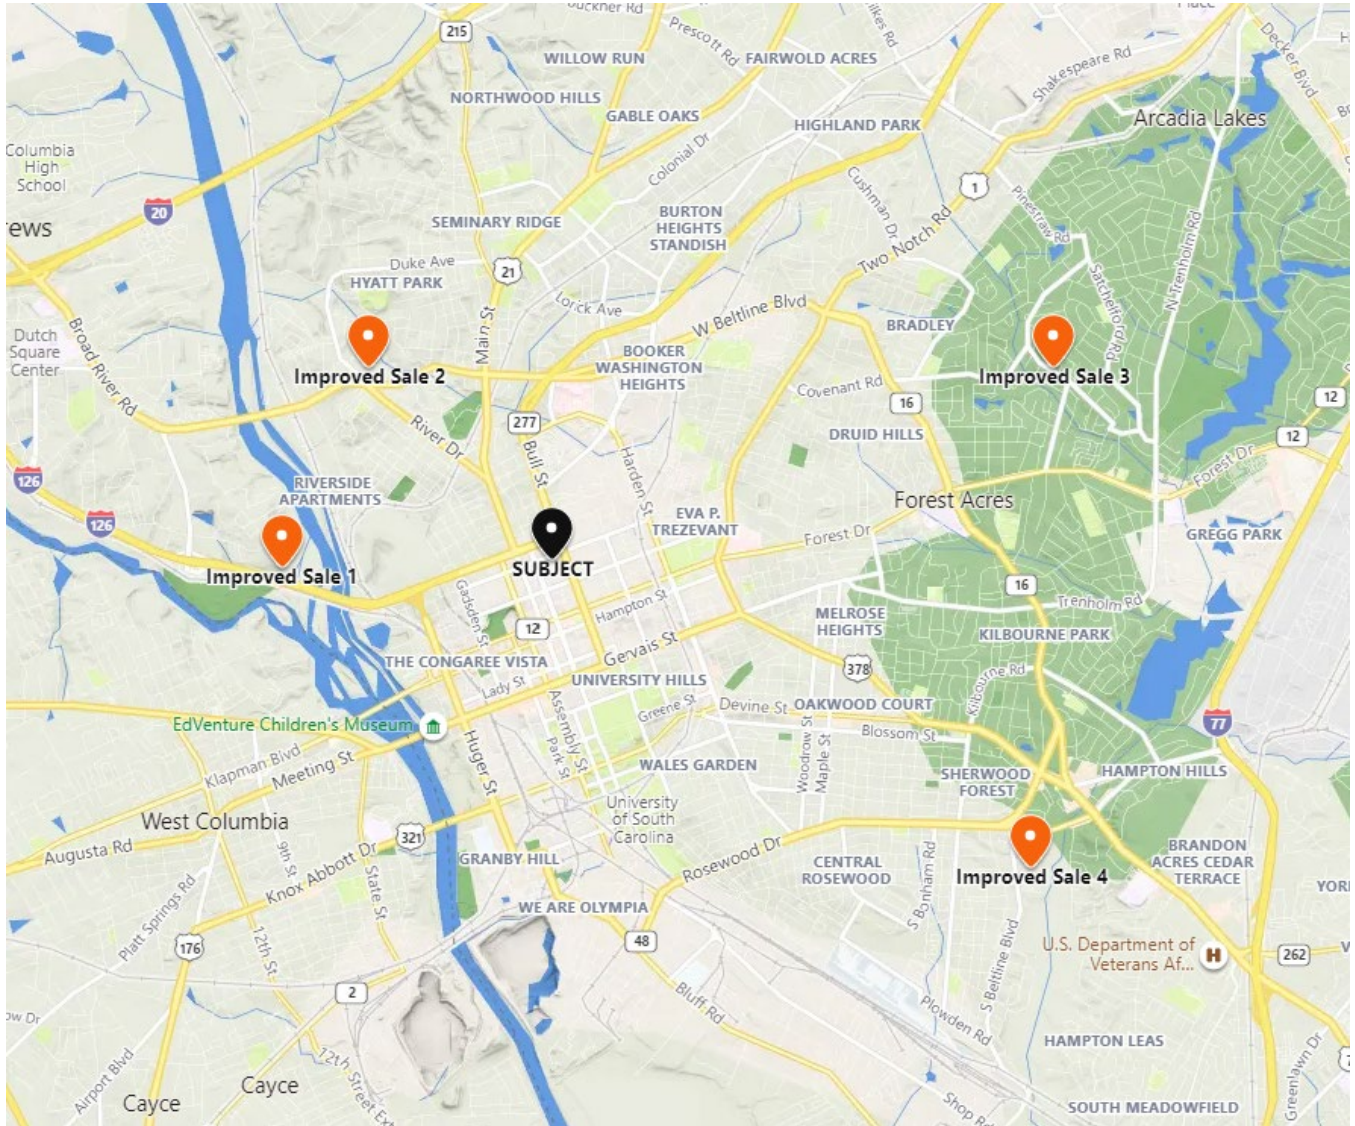 Place
215
WILLOW RUN
Prescott Rd
FAIRWOLD ACRES
Decker Blvd
Shakespeare Rd
NORTHWOOD HILLS
GABLE OAKS
HIGHLAND PARK
Arcadia Lakes
Columbia
High
School
Colonial Dr
Cushman Dr
1
Pinestraw Rd
20
SEMINARY RIDGE
BURTON
HEIGHTS
STANDISH
Two Notch Rd
N Trenholm Rd
ews
Duke Ave
21
HYATT PARK
Lorick Ave
Satchelford Rd
W Beltline Blvd
BRADLEY
Dutch
Square
Center
Broad River Rd
Main St
Improved Sale 2
BOOKER
WASHINGTON
HEIGHTS
Covenant Rd
Improved Sale 3
16
12
277
River Dr
Bull St
Harden St
DRUID HILLS
12
Forest Dr
126
RIVERSIDE
APARTMENTS
Forest Acres
126
EVA P.
TREZEVANT
Forest Dr
GREGG PARK
Improved Sale 1
SUBJECT
16
Gadsden St
Hampton St
Trenholm Rd
12
MELROSE
HEIGHTS
KILBOURNE PARK
Gervais St
THE CONGAREE VISTA
378
Lady St
UNIVERSITY HILLS
Kilbourne Rd
Assembly St
Greene St
Devine St
OAKWOOD COURT
EdVenture Children's Museum
77
Blossom St
Klapman Blvd
Meeting St
Huger St
Park St
Woodrow St
Maple St
WALES GARDEN
SHERWOOD
FOREST
HAMPTON HILLS
University
of South
Carolina
West Columbia
321
Augusta Rd
9th St
Rosewood Dr
GRANBY HILL
CENTRAL
ROSEWOOD
Improved Sale 4
BRANDON
ACRES CEDAR
TERRACE
Knox Abbott Dr
State St
S Bonham Rd
YOR
WE ARE OLYMPIA
Platt Springs Rd
176
12th St
48
U.S. Department of
Veterans Af...
H
262
2
Bluff Rd
S Beltline Blvd
Plowden Rd
ow Dr
HAMPTON LEAS
Airport Blvd
12th Street Ext
Cayce
Cayce
Shop Rd
SOUTH MEADOWFIELD
Greenlawn Dr